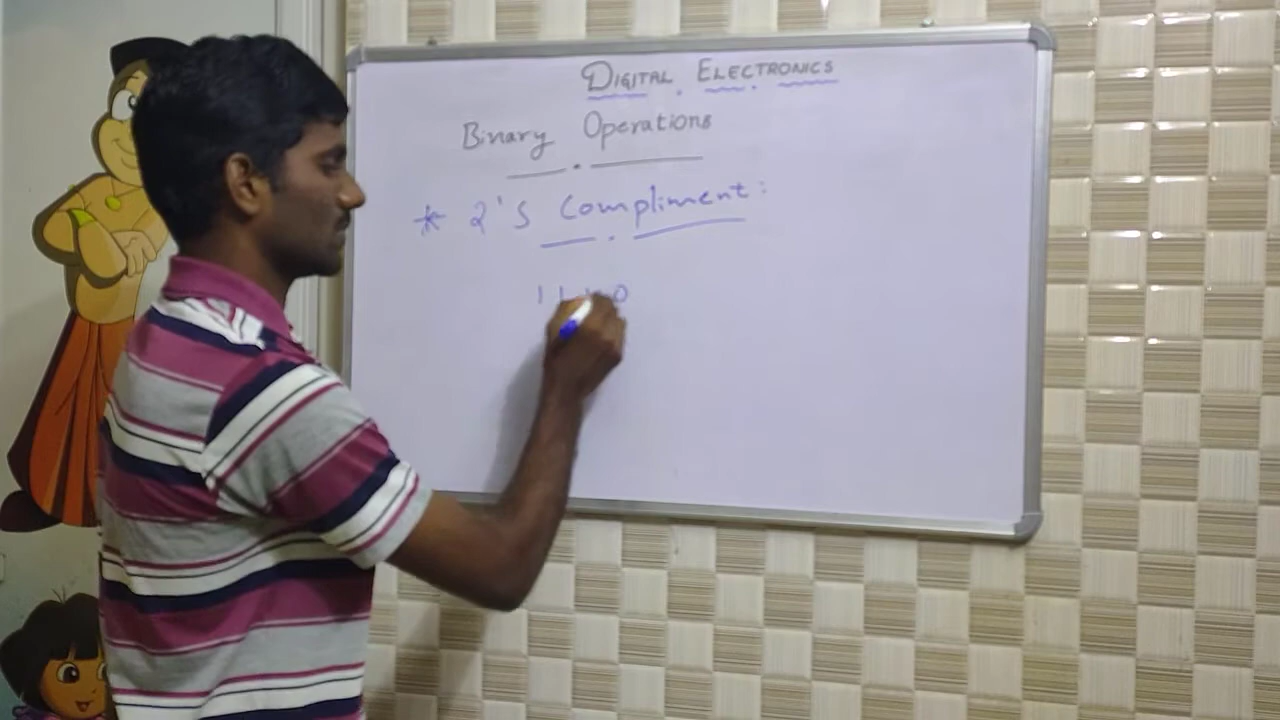 DIGITAL ELECTRONICS
Binary Operations
* 2'S Compliment: